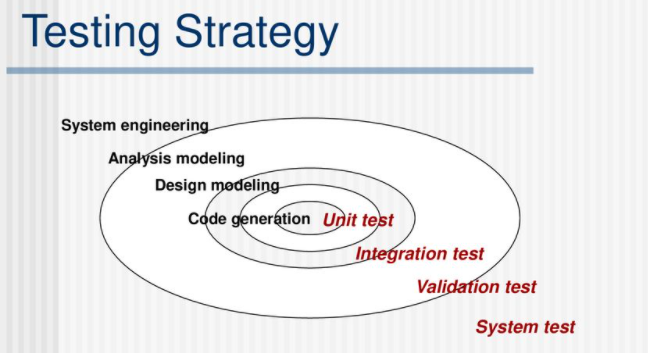 Testing Strategy
System engineering
Analysis modeling
Design modeling
Code generation Unit test
Integration test
Validation test
System test